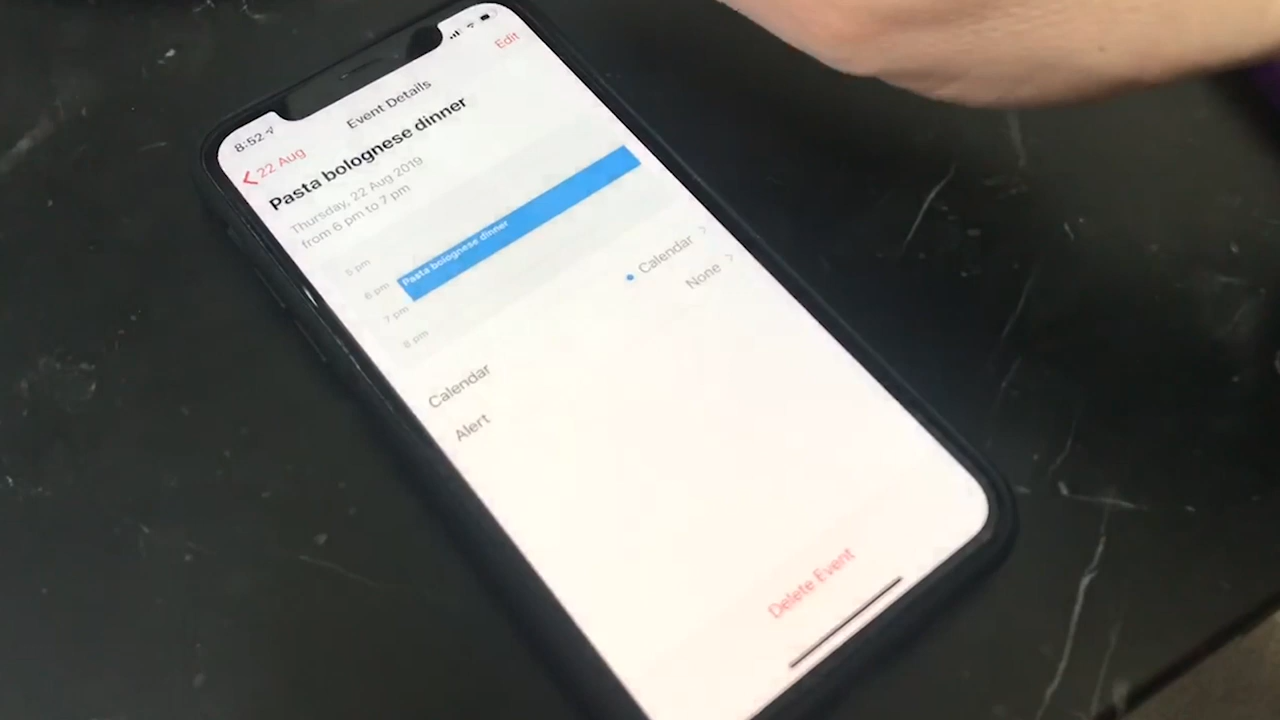 8:52
Edit
22 Aug
Event Details
Pasta bolognese dinner
Thursday, 22 Aug 2019
from 6 pm to 7 pm
5 pm
6 pm
Pasta bolognese dinner
7 pm
8 pm
Calendar
Calendar
Alert
None
Delete Event